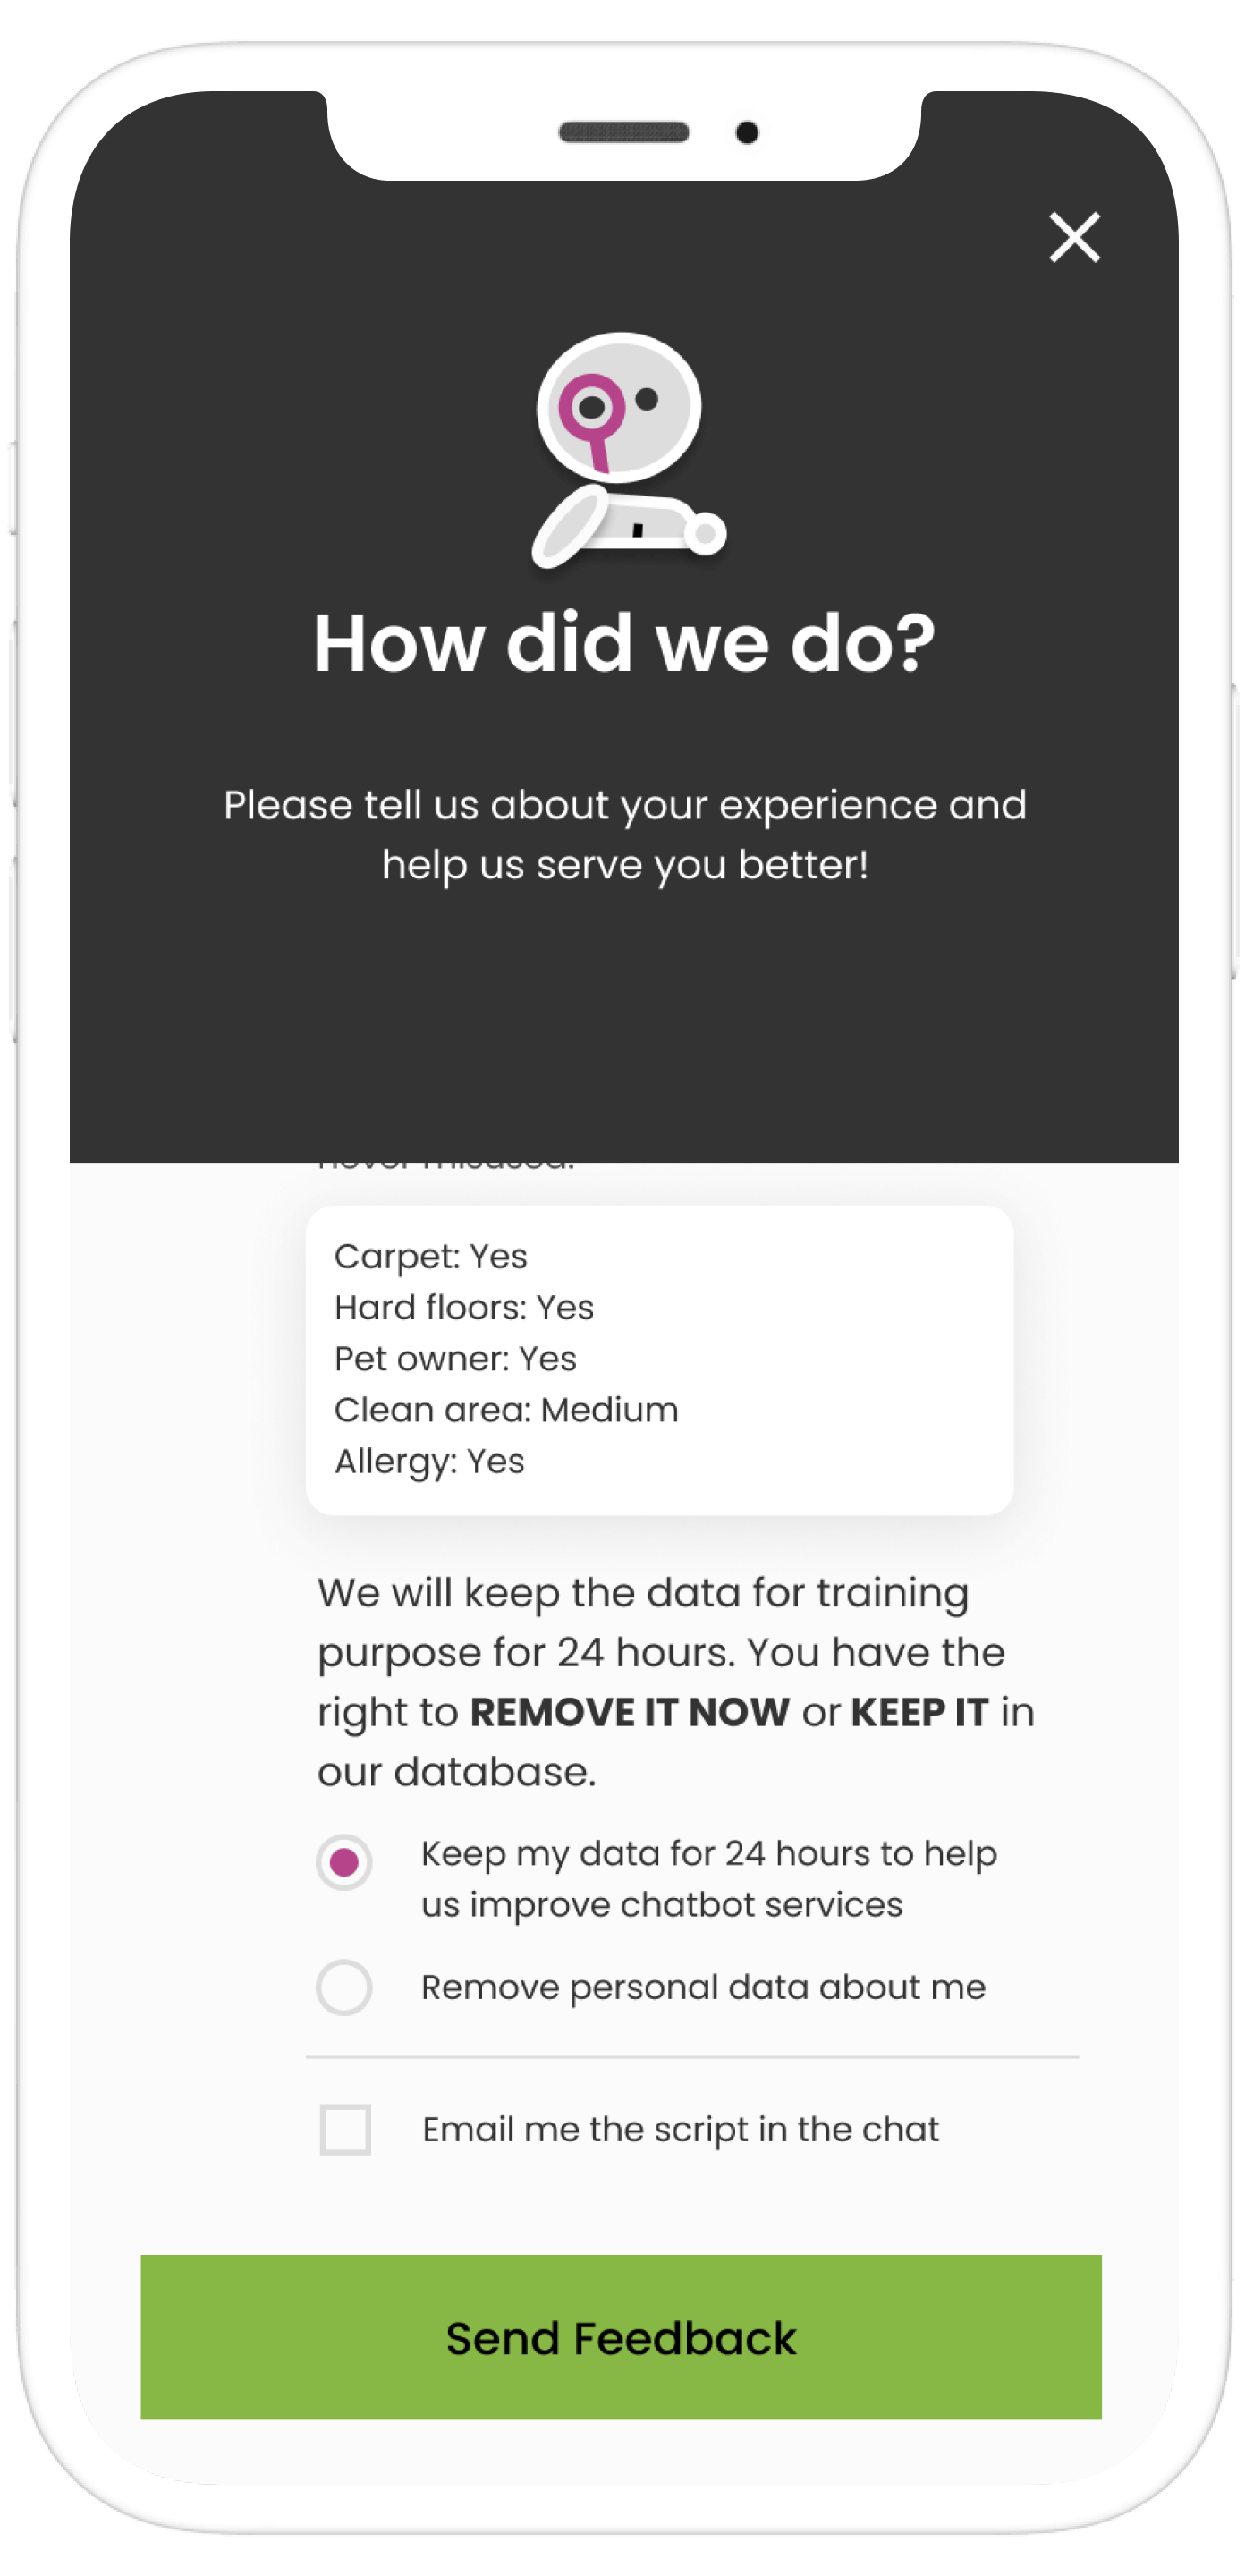 How did we do?
Please tell us about your experience and
help us serve you better!
misused.
Carpet: Yes
Hard floors: Yes
Pet owner: Yes
Clean area: Medium
Allergy: Yes
We will keep the data for training
purpose for 24 hours. You have the
right to REMOVE IT NOW or KEEP IT in
our database.
Keep my data for 24 hours to help
us improve chatbot services
Remove personal data about me
Email me the script in the chat
Send Feedback